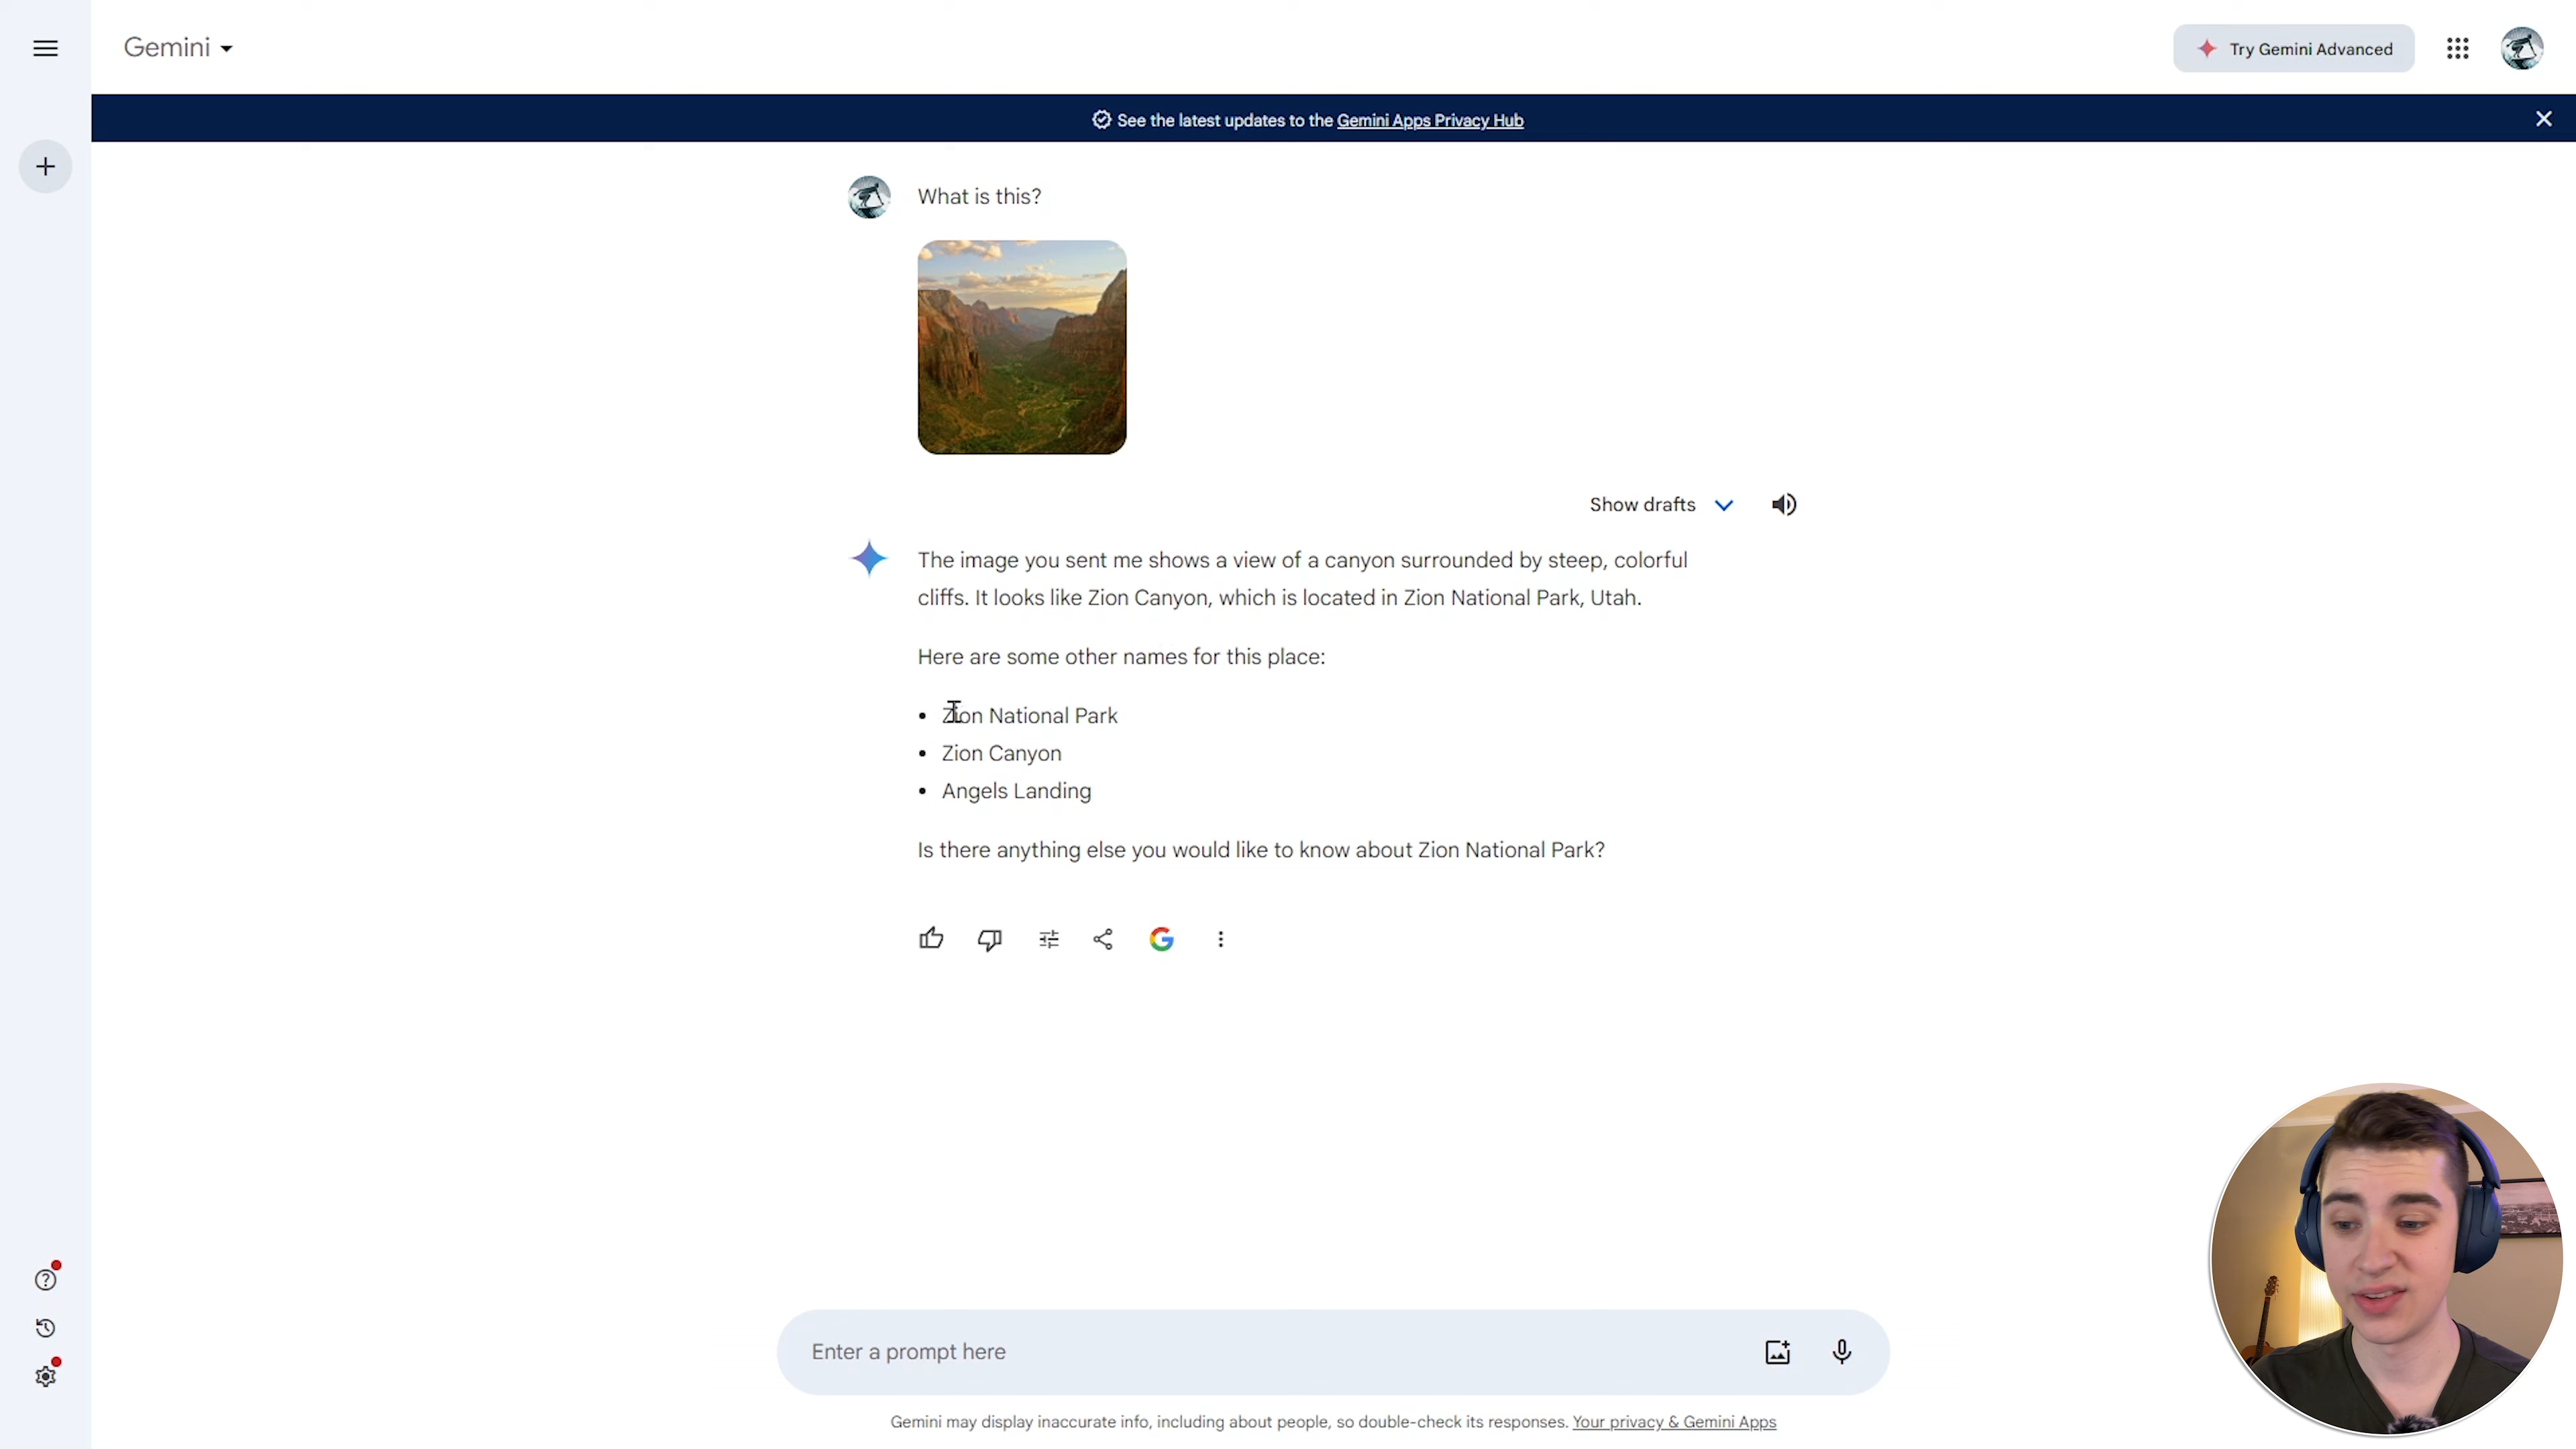 Gemini
Try Gemini Advanced
See the latest updates to the Gemini Apps Privacy Hub
What is this?
Show drafts
The image you sent me shows a view of a canyon surrounded by steep, colorful
cliffs. It looks like Zion Canyon, which is located in Zion National Park, Utah.
Here are some other names for this place:
• Zion National Park
• Zion Canyon
• Angels Landing
Is there anything else you would like to know about Zion National Park?
Enter a prompt here
Gemini may display inaccurate info, including about people, so double-check its responses. Your privacy & Gemini Apps